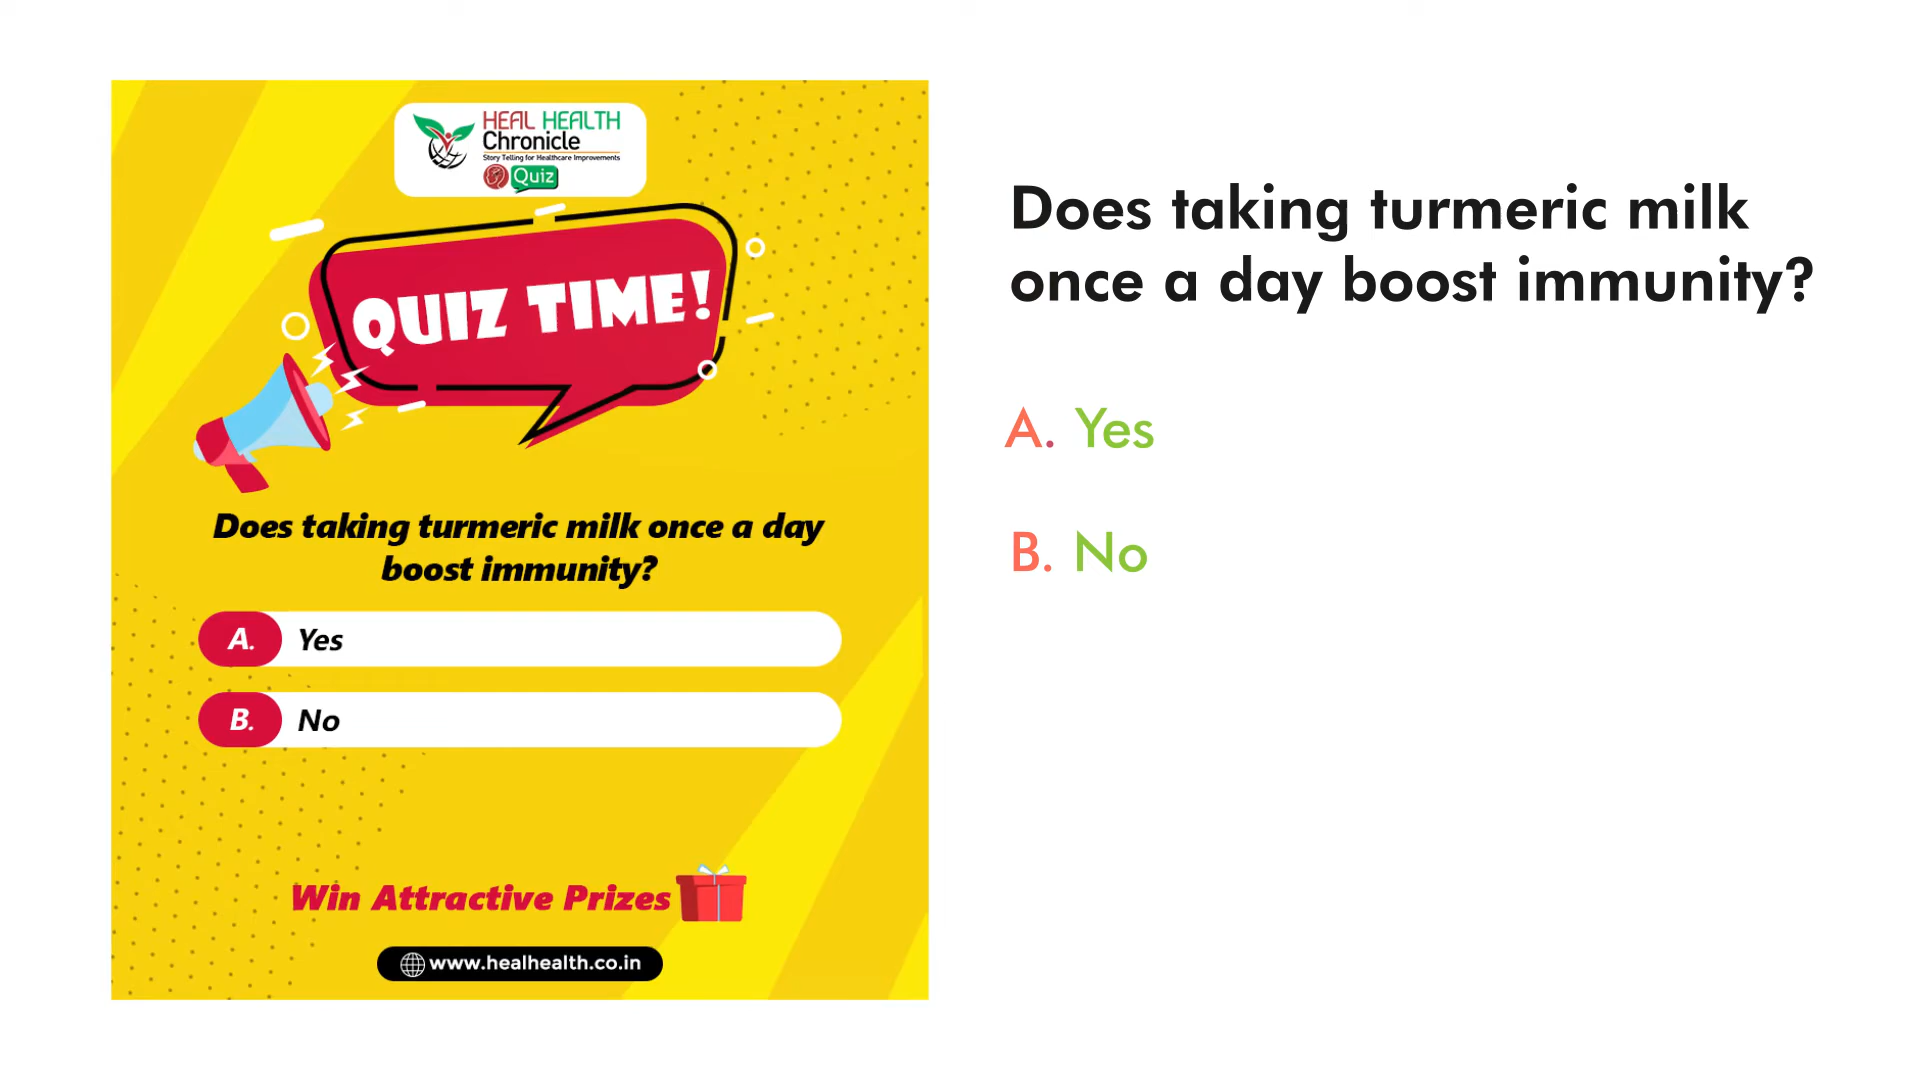 HEAL HEALTH
Chronicle
Story Telling for Healthcare Improvements
Quiz
QUIZ TIME!
Does taking turmeric milk once a day
boost immunity?
A. Yes
B. No
Win Attractive Prizes
www.healhealth.co.in
Does taking turmeric milk
once a day boost immunity?
A. Yes
B. No